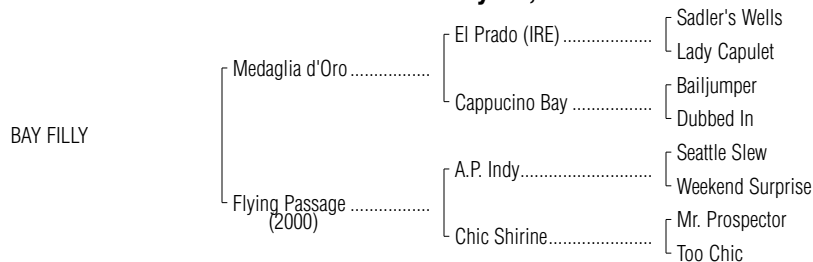 Sadler's Wells
El Prado (IRE) ....................
Lady Capulet
Medaglia d'Oro .................
Bailjumper
Cappucino Bay ..................
Dubbed In
BAY FILLY
Seattle Slew
A.P. Indy..............................
Weekend Surprise
Flying Passage .................
(2000)
Mr. Prospector
Chic Shirine.......................
Too Chic